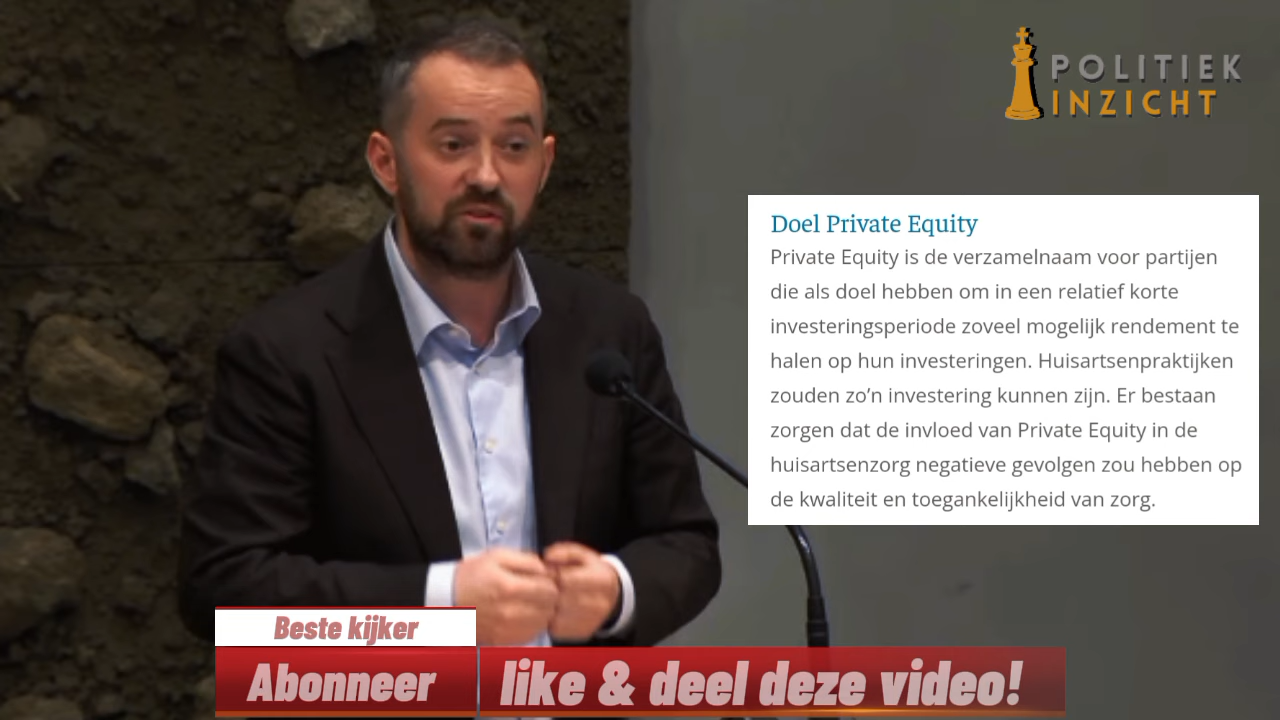 POLITIEK
INZICHT
Doel Private Equity
Private Equity is de verzamelnaam voor partijen
die als doel hebben om in een relatief korte
investeringsperiode zoveel mogelijk rendement te
halen op hun investeringen. Huisartsenpraktijken
zouden zo’n investering kunnen zijn. Er bestaan
zorgen dat de invloed van Private Equity in de
huisartsenzorg negatieve gevolgen zou hebben op
de kwaliteit en toegankelijkheid van zorg.
Beste kijker
Abonneer like & deel deze video!